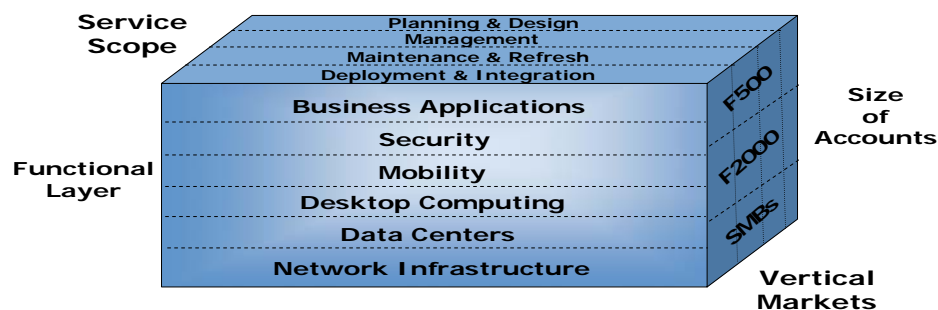 Service
Scope
Planning & Design
Management
Maintenance & Refresh
Deployment & Integration
Functional
Layer
Business Applications
Security
Mobility
Desktop Computing
Data Centers
Network Infrastructure
F500
F2000
SMBs
Size
of
Accounts
Vertical
Markets